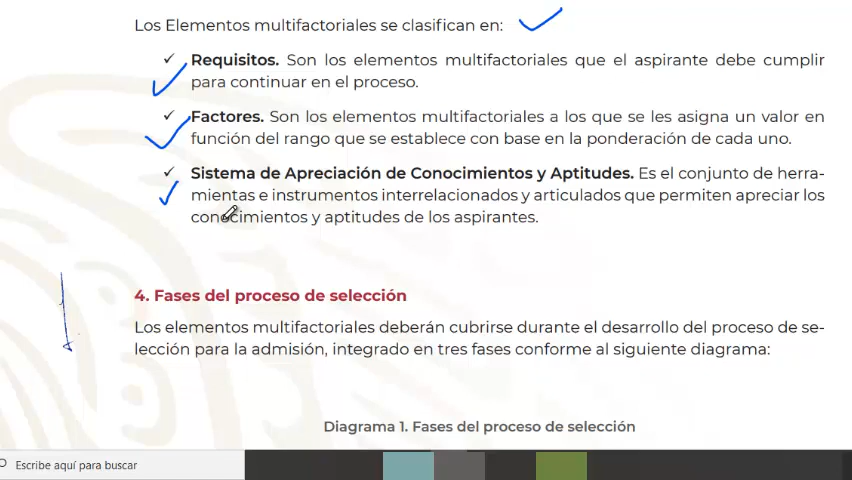 Los Elementos multifactoriales se clasifican en:
✓ Requisitos. Son los elementos multifactoriales que el aspirante debe cumplir
para continuar en el proceso.
✓ Factores. Son los elementos multifactoriales a los que se les asigna un valor en
función del rango que se establece con base en la ponderación de cada uno.
✓ Sistema de Apreciación de Conocimientos y Aptitudes. Es el conjunto de herra-
mientas e instrumentos interrelacionados y articulados que permiten apreciar los
conocimientos y aptitudes de los aspirantes.
4. Fases del proceso de selección
Los elementos multifactoriales deberán cubrirse durante el desarrollo del proceso de se-
lección para la admisión, integrado en tres fases conforme al siguiente diagrama:
Diagrama 1. Fases del proceso de selección
Escribe aquí para buscar